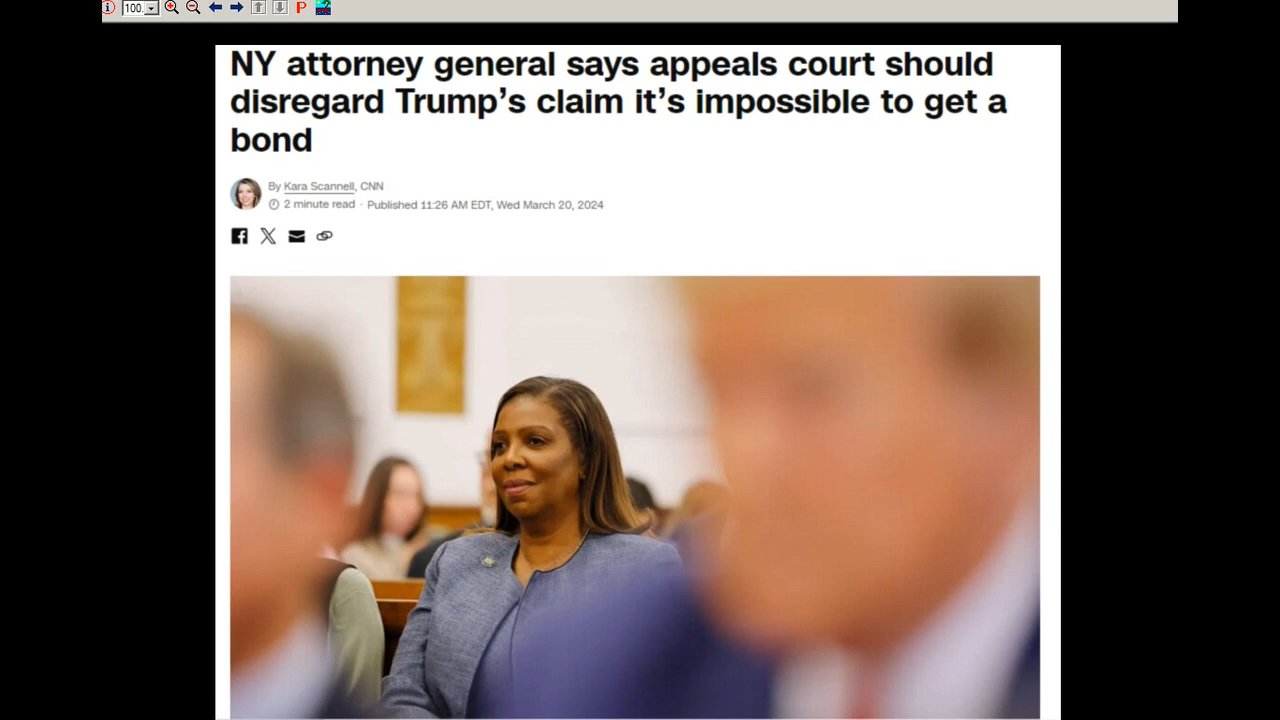 100.
P
NY attorney general says appeals court should
disregard Trump's claim it's impossible to get a
bond
By Kara Scannell, CNN
2 minute read · Published 11:26 AM EDT, Wed March 20, 2024